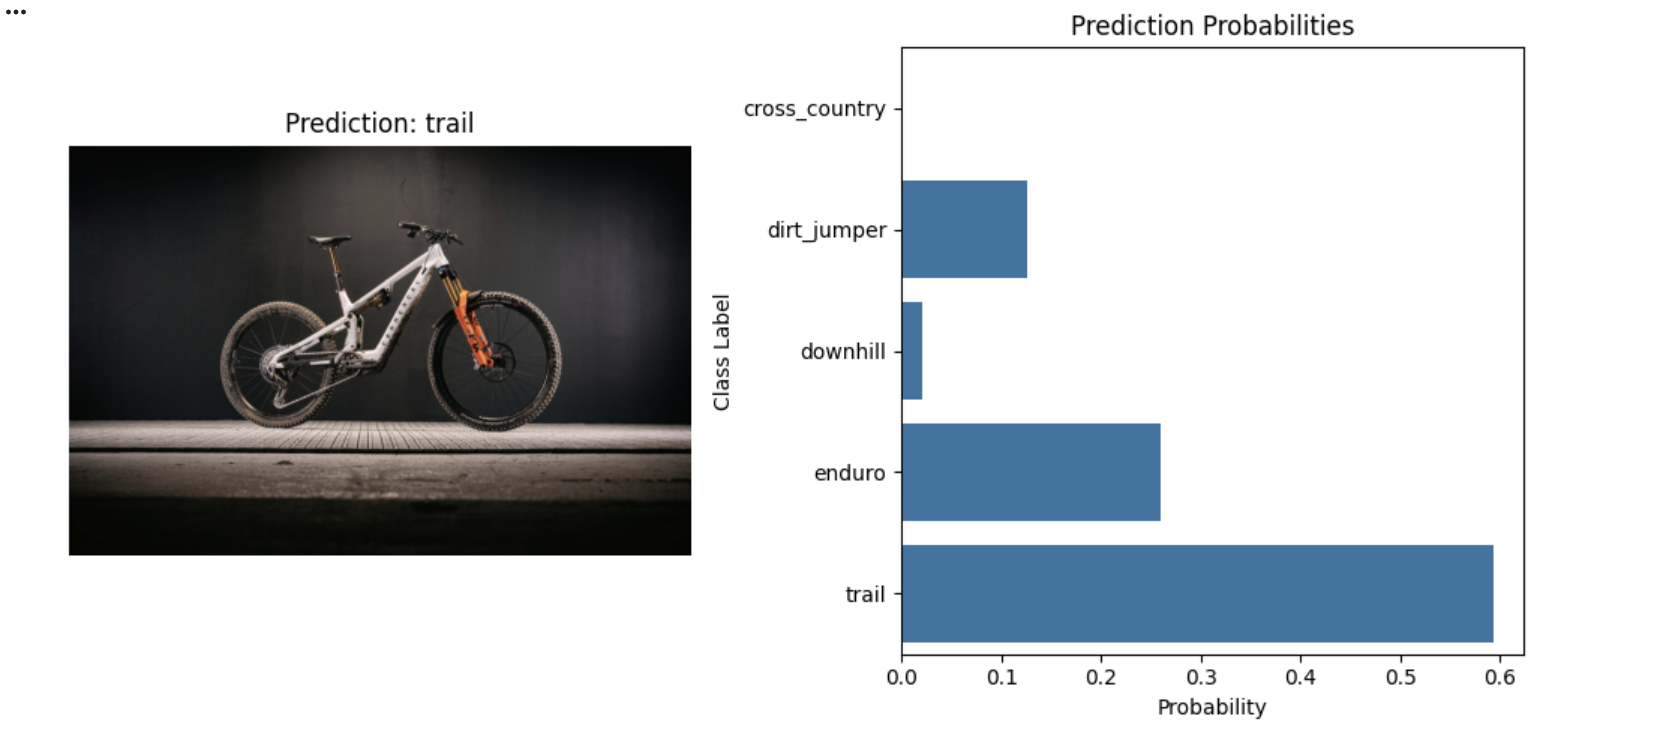 ...
Prediction: trail
Prediction Probabilities
Class Label
cross_country
dirt_jumper
downhill
enduro
trail
0.0 0.1 0.2 0.3 0.4 0.5 0.6
Probability